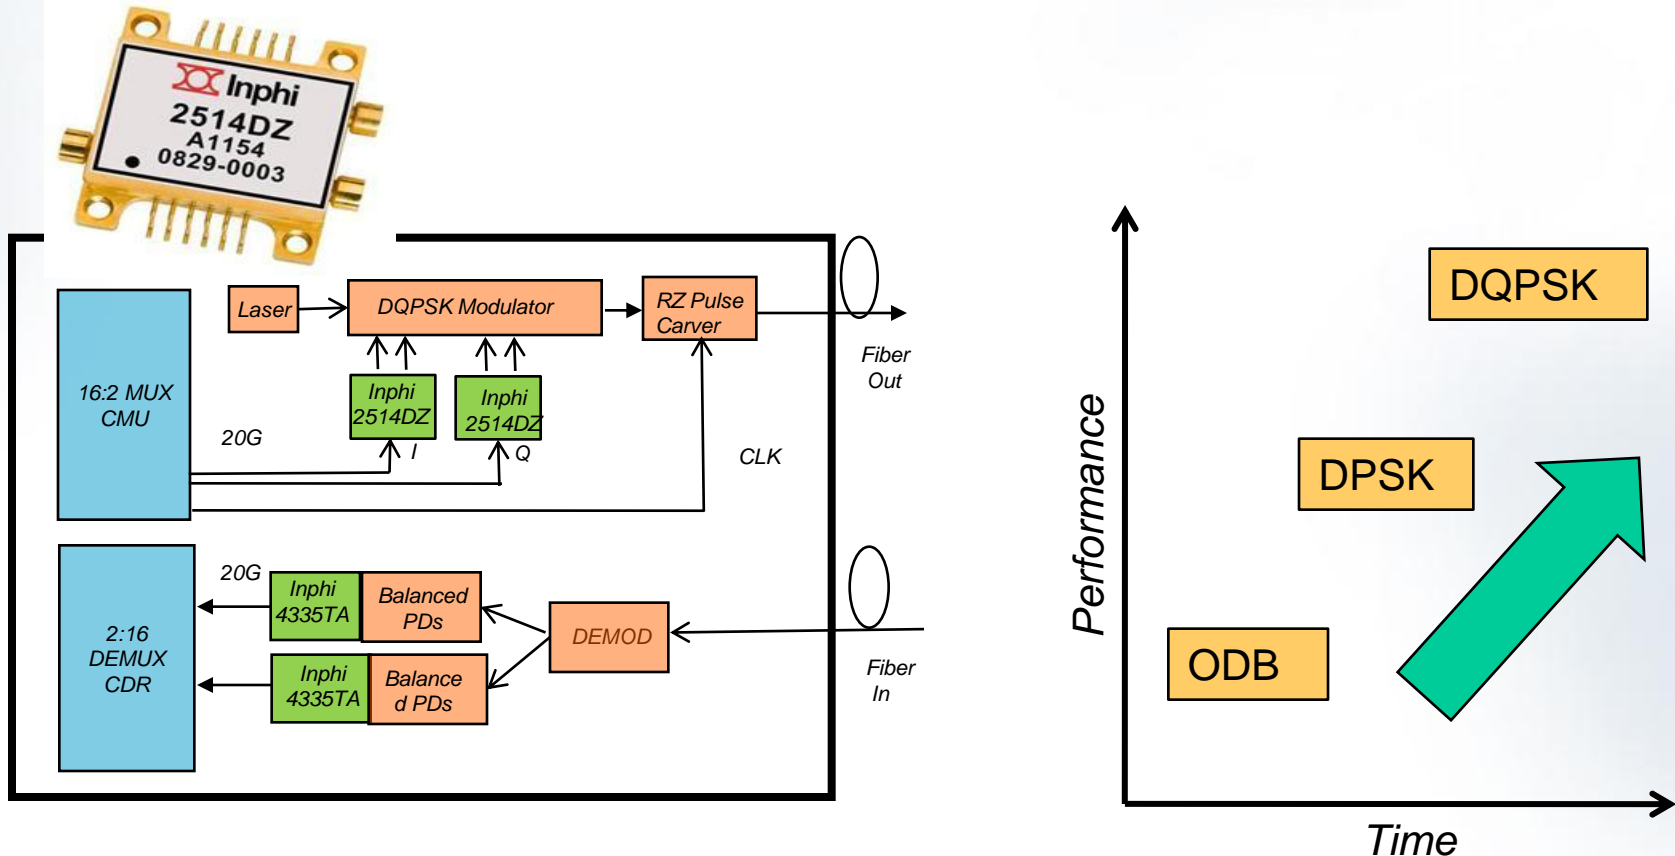 Inphi
2514DZ
A1154
0829-0003
Laser
DQPSK Modulator
RZ Pulse
Carver
Fiber
Out
16:2 MUX
CMU
Inphi
2514DZ
Inphi
2514DZ
20G
I
Q
CLK
20G
Inphi
4335TA
Balanced
PDs
DEMOD
2:16
DEMUX
CDR
Inphi
4335TA
Balance
d PDs
Fiber
In
Performance
DQPSK
DPSK
ODB
Time